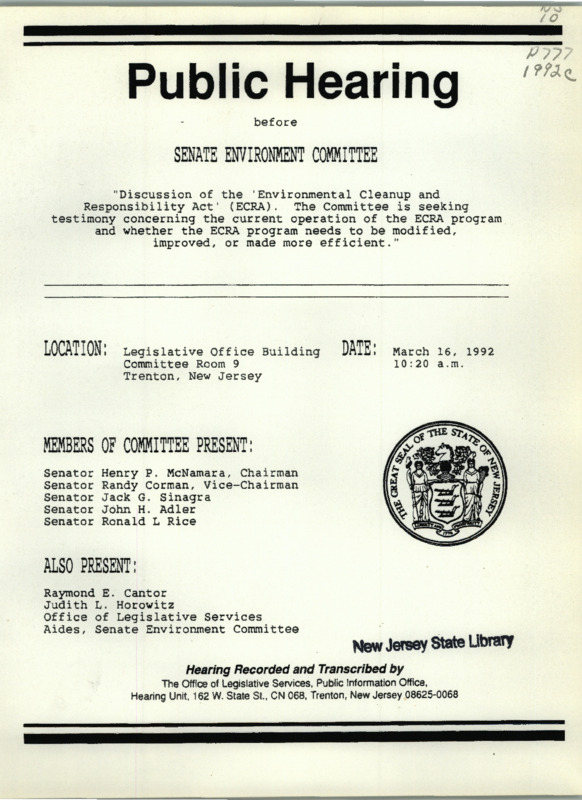 NJ
10
P777
1992c
Public Hearing
before
SENATE ENVIRONMENT COMMITTEE
"Discussion of the 'Environmental Cleanup and
Responsibility Act' (ECRA). The Committee is seeking
testimony concerning the current operation of the ECRA program
and whether the ECRA program needs to be modified,
improved, or made more efficient."
LOCATION: Legislative Office Building
Committee Room 9
Trenton, New Jersey
DATE: March 16, 1992
10:20 a.m.
MEMBERS OF COMMITTEE PRESENT:
Senator Henry P. McNamara, Chairman
Senator Randy Corman, Vice-Chairman
Senator Jack G. Sinagra
Senator John H. Adler
Senator Ronald L Rice
THE GREAT SEAL OF THE STATE OF NEW JERSEY
ALSO PRESENT:
Raymond E. Cantor
Judith L. Horowitz
Office of Legislative Services
Aides, Senate Environment Committee
New Jersey State Library
Hearing Recorded and Transcribed by
The Office of Legislative Services, Public Information Office,
Hearing Unit, 162 W. State St., CN 068, Trenton, New Jersey 08625-0068